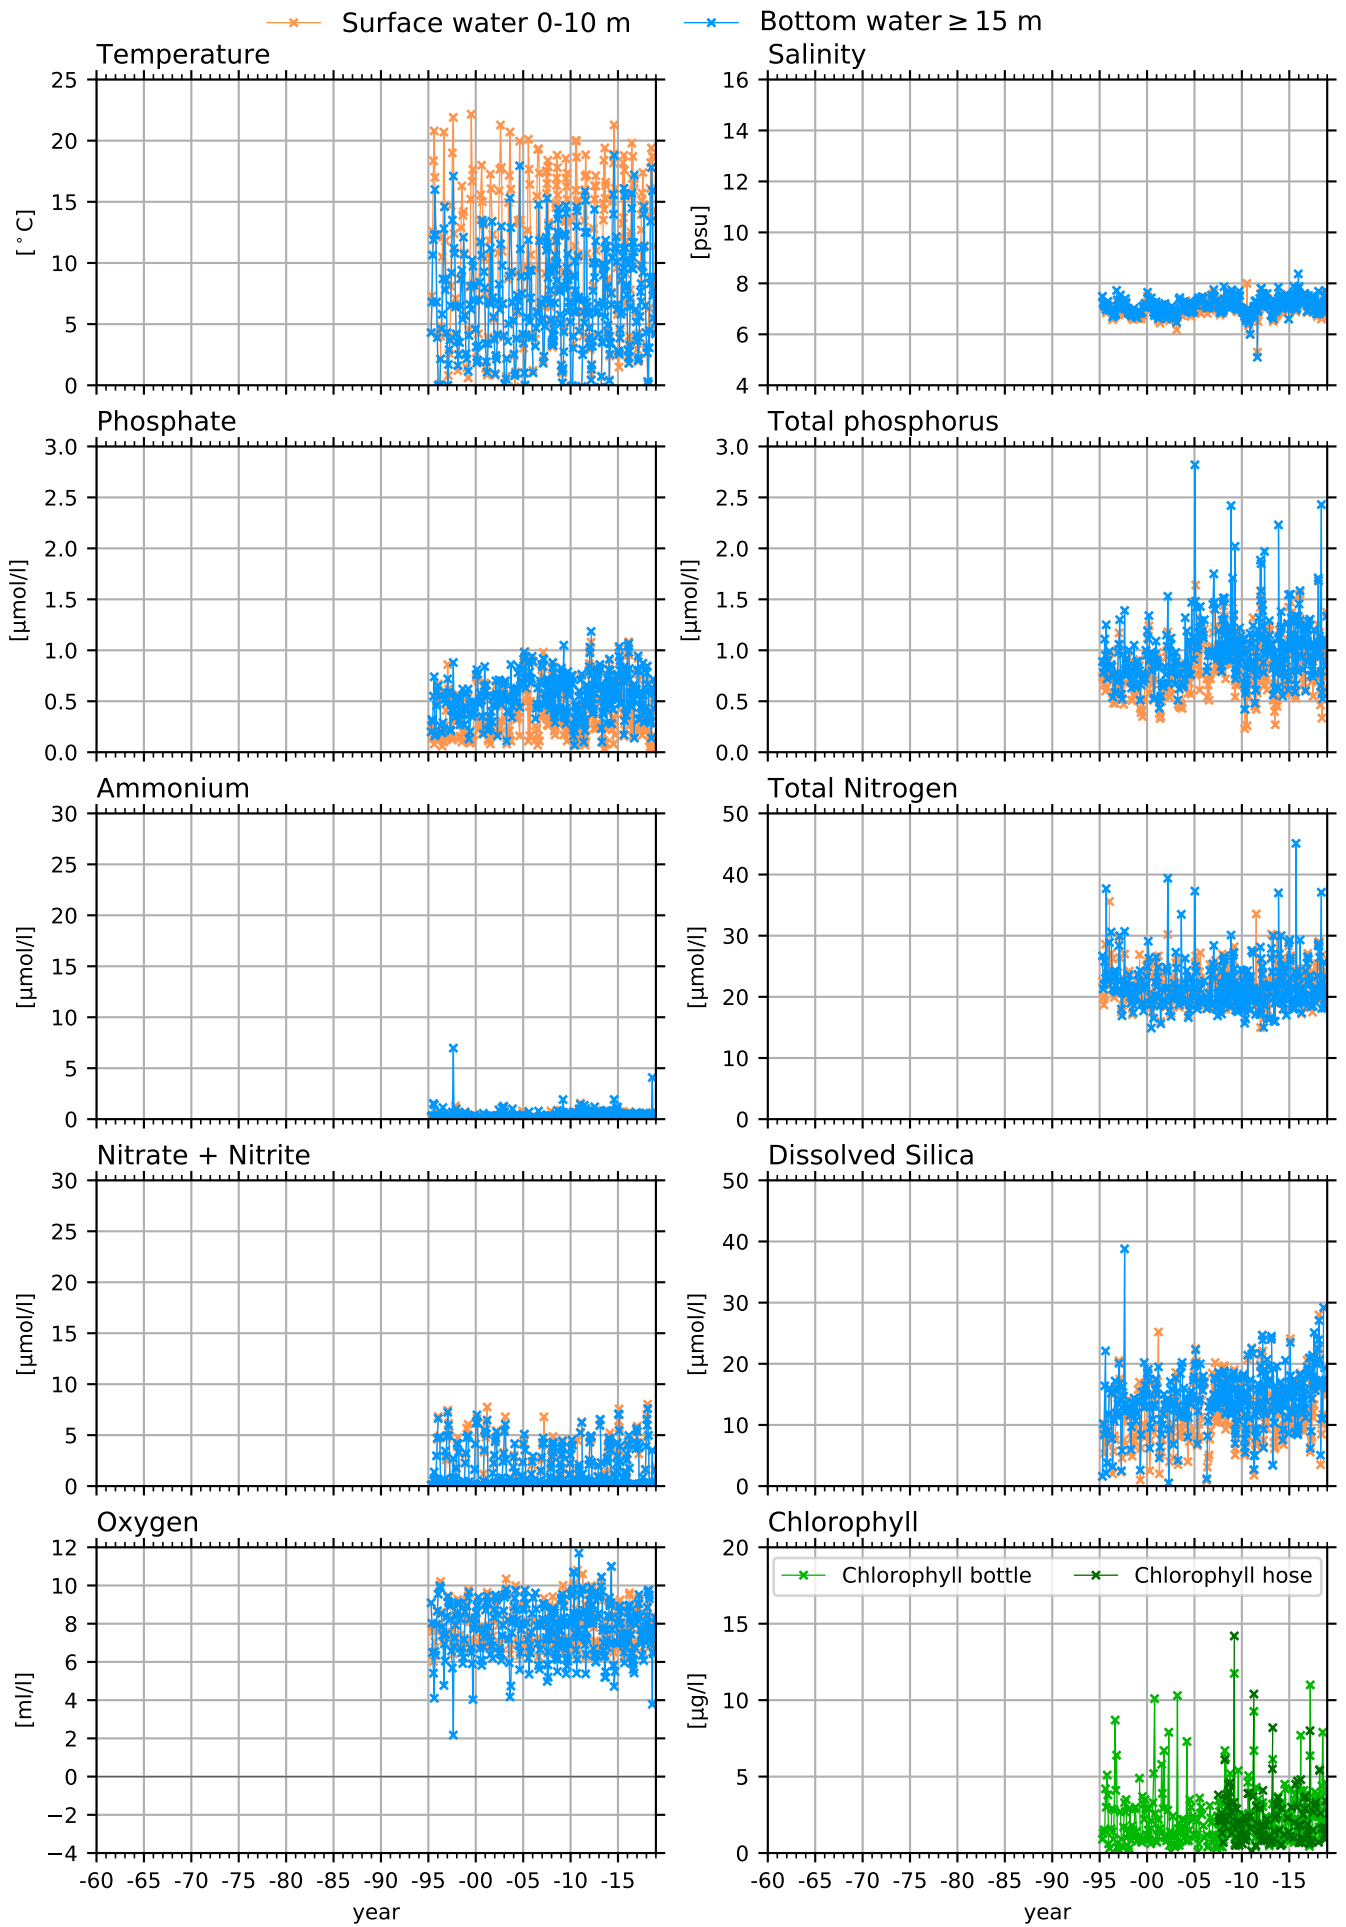 Surface water 0-10 m Bottom water ≥ 15 m
Temperature Salinity
25 16
20 14
15 12
10 10
5 8
0 6
4
[°C] [psu]
Phosphate Total phosphorus
3.0 3.0
2.5 2.5
2.0 2.0
1.5 1.5
1.0 1.0
0.5 0.5
0.0 0.0
[µmol/l] [µmol/l]
Ammonium Total Nitrogen
30 50
25 40
20 30
15 20
10 10
5 0
0
[µmol/l] [µmol/l]
Nitrate + Nitrite Dissolved Silica
30 50
25 40
20 30
15 20
10 10
5 0
0
[µmol/l] [µmol/l]
Oxygen Chlorophyll
12 20
10 15
8 10
6 5
4 0
2
0
−2
−4
[ml/l] [µg/l]
Chlorophyll bottle Chlorophyll hose
-60 -65 -70 -75 -80 -85 -90 -95 -00 -05 -10 -15 -60 -65 -70 -75 -80 -85 -90 -95 -00 -05 -10 -15
year year